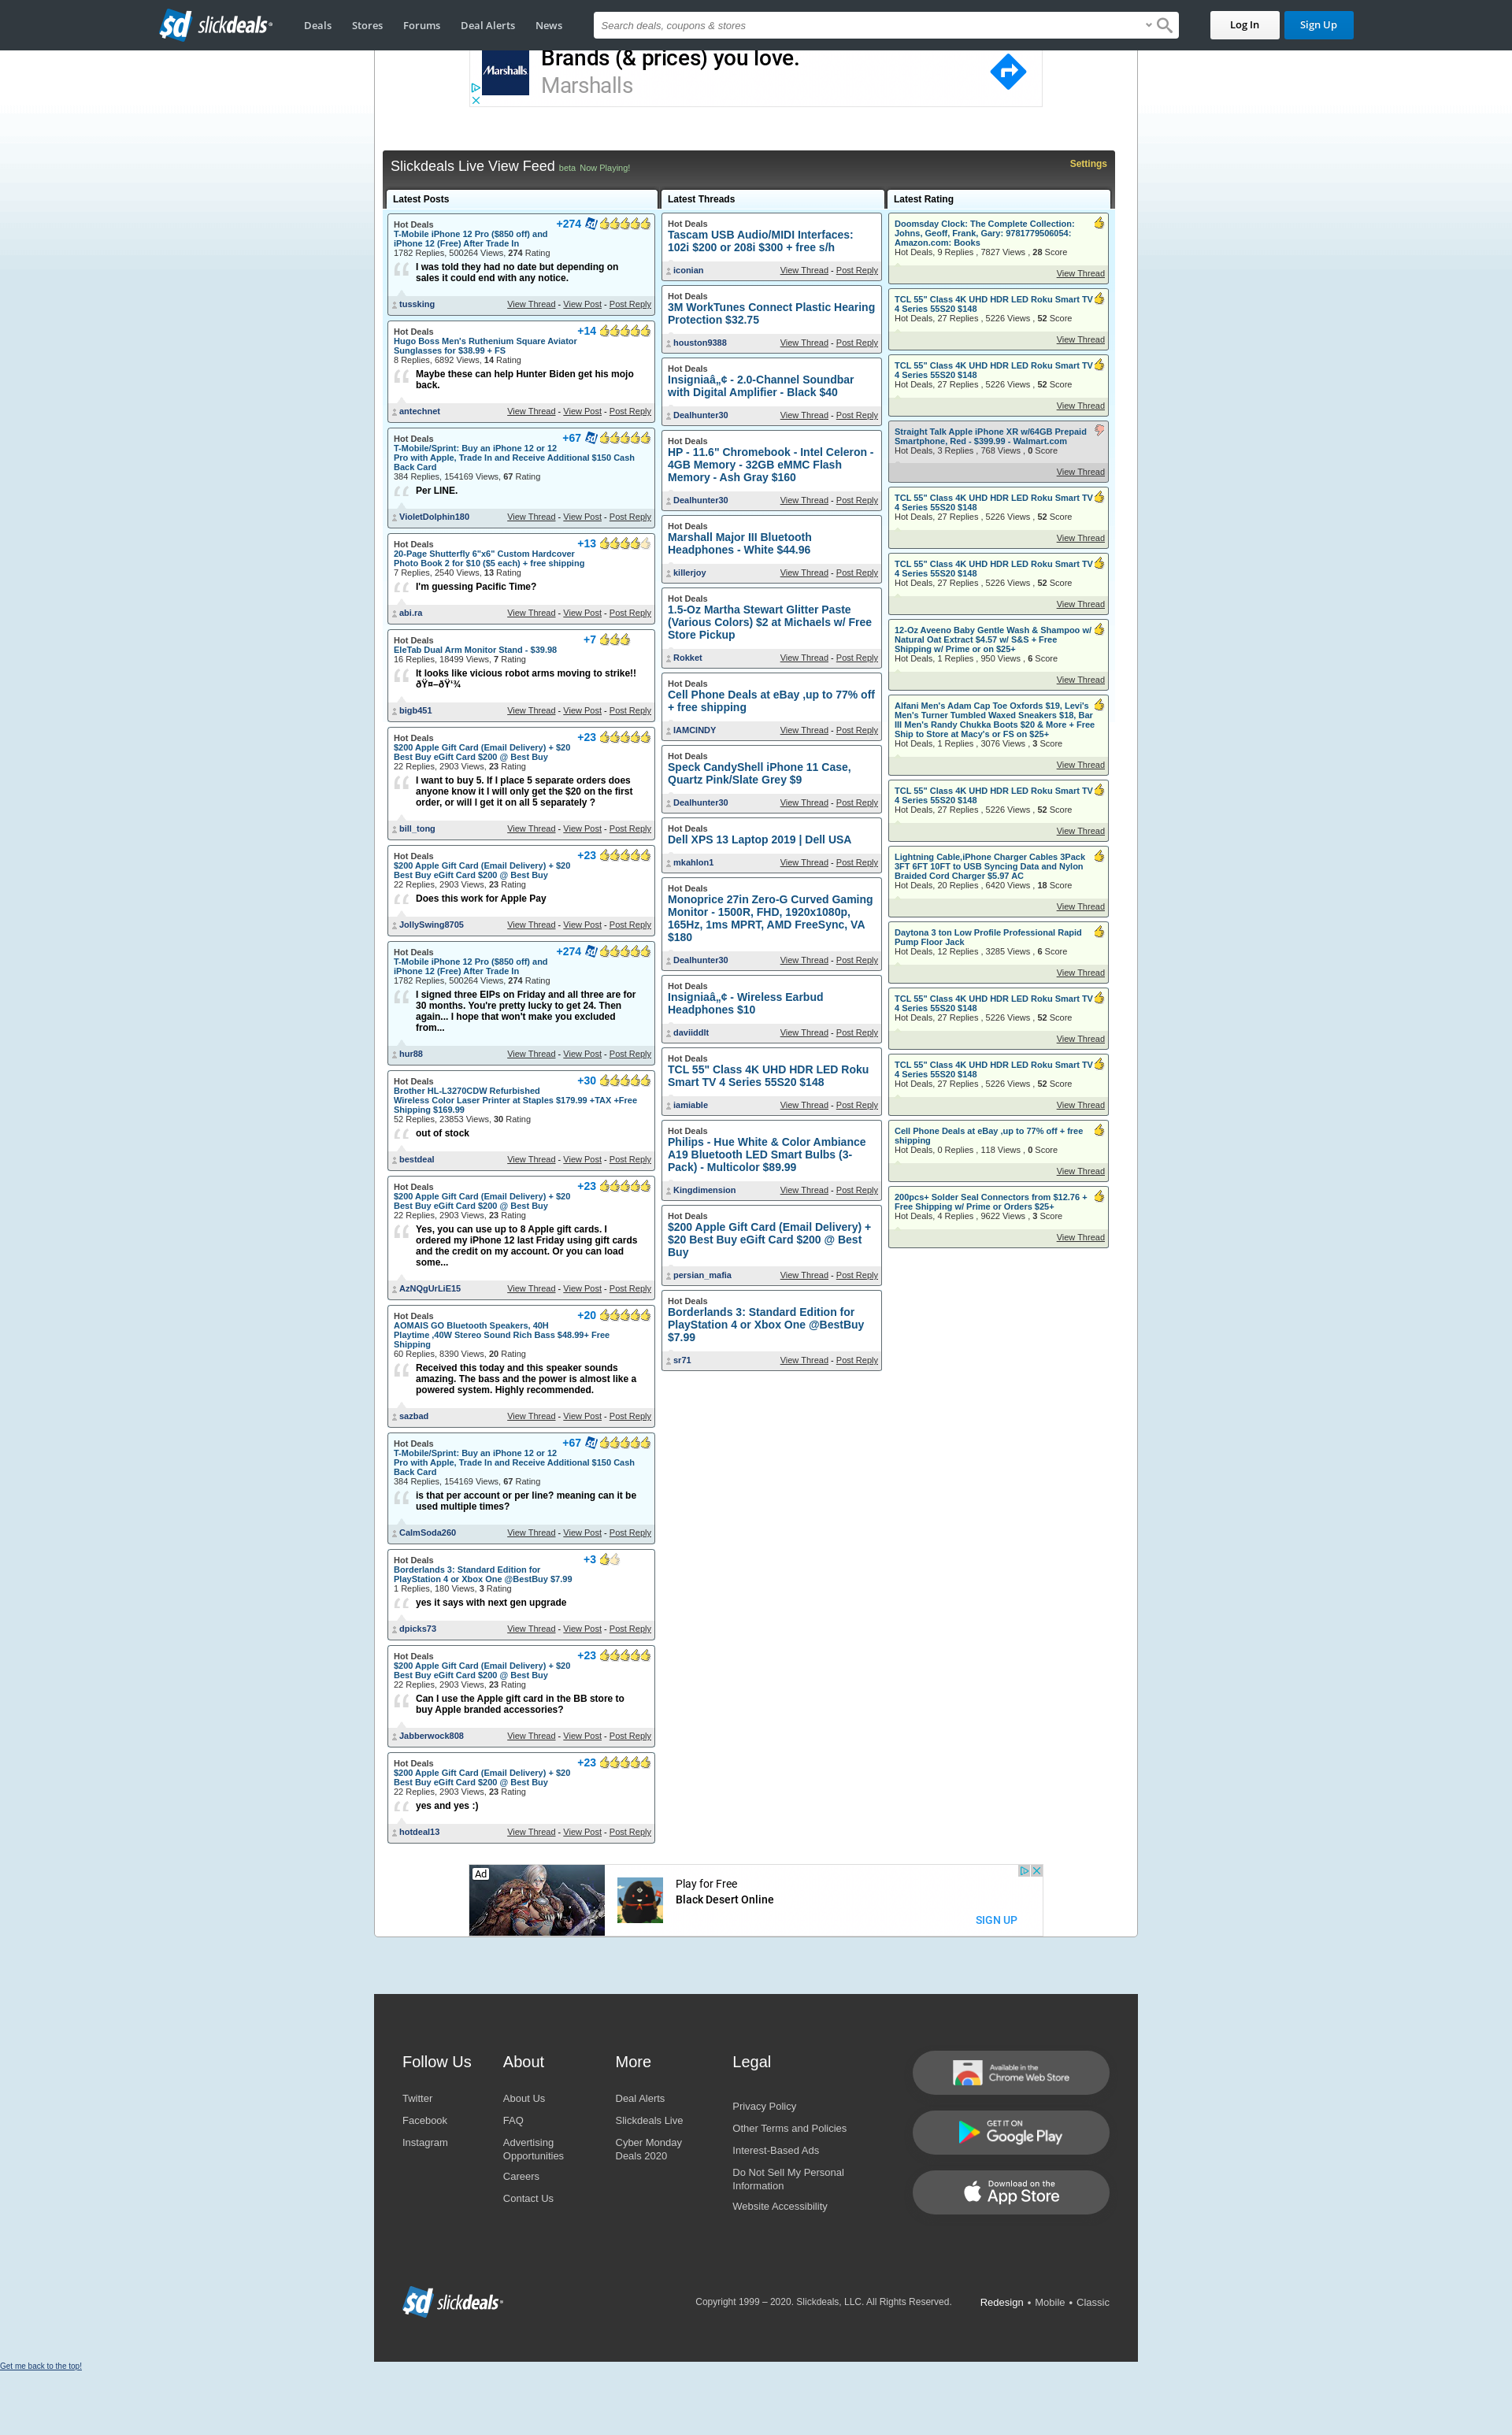 sd slickdeals
Deals
Stores
Forums
Deal Alerts
News
Search deals, coupons & stores
Log In
Sign Up
Marshalls
Brands (& prices) you love.
Marshalls
Slickdeals Live View Feed beta Now Playing!
Settings
Latest Posts
Hot Deals
+274
T-Mobile iPhone 12 Pro ($850 off) and
iPhone 12 (Free) After Trade In
1782 Replies, 500264 Views, 274 Rating
I was told they had no date but depending on
sales it could end with any notice.
tussking
View Thread - View Post - Post Reply
Hot Deals
+14
Hugo Boss Men's Ruthenium Square Aviator
Sunglasses for $38.99 + FS
8 Replies, 6892 Views, 14 Rating
Maybe these can help Hunter Biden get his mojo
back.
antechnet
View Thread - View Post - Post Reply
Hot Deals
+67
T-Mobile/Sprint: Buy an iPhone 12 or 12
Pro with Apple, Trade In and Receive Additional $150 Cash
Back Card
384 Replies, 154169 Views, 67 Rating
Per LINE.
VioletDolphin180
View Thread - View Post - Post Reply
Hot Deals
+13
20-Page Shutterfly 6"x6" Custom Hardcover
Photo Book 2 for $10 ($5 each) + free shipping
7 Replies, 2540 Views, 13 Rating
I'm guessing Pacific Time?
abi.ra
View Thread - View Post - Post Reply
Hot Deals
+7
EleTab Dual Arm Monitor Stand - $39.98
16 Replies, 18499 Views, 7 Rating
It looks like vicious robot arms moving to strike!!
ðŸ¤–ðŸ'¾
bigb451
View Thread - View Post - Post Reply
Hot Deals
+23
$200 Apple Gift Card (Email Delivery) + $20
Best Buy eGift Card $200 @ Best Buy
22 Replies, 2903 Views, 23 Rating
I want to buy 5. If I place 5 separate orders does
anyone know it I will only get the $20 on the first
order, or will I get it on all 5 separately ?
bill_tong
View Thread - View Post - Post Reply
Hot Deals
+23
$200 Apple Gift Card (Email Delivery) + $20
Best Buy eGift Card $200 @ Best Buy
22 Replies, 2903 Views, 23 Rating
Does this work for Apple Pay
JollySwing8705
View Thread - View Post - Post Reply
Hot Deals
+274
T-Mobile iPhone 12 Pro ($850 off) and
iPhone 12 (Free) After Trade In
1782 Replies, 500264 Views, 274 Rating
I signed three EIPs on Friday and all three are for
30 months. You're pretty lucky to get 24. Then
again... I hope that won't make you excluded
from...
hur88
View Thread - View Post - Post Reply
Hot Deals
+30
Brother HL-L3270CDW Refurbished
Wireless Color Laser Printer at Staples $179.99 +TAX +Free
Shipping $169.99
52 Replies, 23853 Views, 30 Rating
out of stock
bestdeal
View Thread - View Post - Post Reply
Hot Deals
+23
$200 Apple Gift Card (Email Delivery) + $20
Best Buy eGift Card $200 @ Best Buy
22 Replies, 2903 Views, 23 Rating
Yes, you can use up to 8 Apple gift cards. I
ordered my iPhone 12 last Friday using gift cards
and the credit on my account. Or you can load
some...
AzNQgUrLiE15
View Thread - View Post - Post Reply
Hot Deals
+20
AOMAIS GO Bluetooth Speakers, 40H
Playtime ,40W Stereo Sound Rich Bass $48.99+ Free
Shipping
60 Replies, 8390 Views, 20 Rating
Received this today and this speaker sounds
amazing. The bass and the power is almost like a
powered system. Highly recommended.
sazbad
View Thread - View Post - Post Reply
Hot Deals
+67
T-Mobile/Sprint: Buy an iPhone 12 or 12
Pro with Apple, Trade In and Receive Additional $150 Cash
Back Card
384 Replies, 154169 Views, 67 Rating
is that per account or per line? meaning can it be
used multiple times?
CalmSoda260
View Thread - View Post - Post Reply
Hot Deals
+3
Borderlands 3: Standard Edition for
PlayStation 4 or Xbox One @BestBuy $7.99
1 Replies, 180 Views, 3 Rating
yes it says with next gen upgrade
dpicks73
View Thread - View Post - Post Reply
Hot Deals
+23
$200 Apple Gift Card (Email Delivery) + $20
Best Buy eGift Card $200 @ Best Buy
22 Replies, 2903 Views, 23 Rating
Can I use the Apple gift card in the BB store to
buy Apple branded accessories?
Jabberwock808
View Thread - View Post - Post Reply
Hot Deals
+23
$200 Apple Gift Card (Email Delivery) + $20
Best Buy eGift Card $200 @ Best Buy
22 Replies, 2903 Views, 23 Rating
yes and yes :)
hotdeal13
View Thread - View Post - Post Reply
Latest Threads
Hot Deals
Tascam USB Audio/MIDI Interfaces:
102i $200 or 208i $300 + free s/h
iconian
View Thread - Post Reply
Hot Deals
3M WorkTunes Connect Plastic Hearing
Protection $32.75
houston9388
View Thread - Post Reply
Hot Deals
Insigniaâ„¢ - 2.0-Channel Soundbar
with Digital Amplifier - Black $40
Dealhunter30
View Thread - Post Reply
Hot Deals
HP - 11.6" Chromebook - Intel Celeron -
4GB Memory - 32GB eMMC Flash
Memory - Ash Gray $160
Dealhunter30
View Thread - Post Reply
Hot Deals
Marshall Major III Bluetooth
Headphones - White $44.96
killerjoy
View Thread - Post Reply
Hot Deals
1.5-Oz Martha Stewart Glitter Paste
(Various Colors) $2 at Michaels w/ Free
Store Pickup
Rokket
View Thread - Post Reply
Hot Deals
Cell Phone Deals at eBay ,up to 77% off
+ free shipping
IAMCINDY
View Thread - Post Reply
Hot Deals
Speck CandyShell iPhone 11 Case,
Quartz Pink/Slate Grey $9
Dealhunter30
View Thread - Post Reply
Hot Deals
Dell XPS 13 Laptop 2019 | Dell USA
mkahlon1
View Thread - Post Reply
Hot Deals
Monoprice 27in Zero-G Curved Gaming
Monitor - 1500R, FHD, 1920x1080p,
165Hz, 1ms MPRT, AMD FreeSync, VA
$180
Dealhunter30
View Thread - Post Reply
Hot Deals
Insigniaâ„¢ - Wireless Earbud
Headphones $10
daviiddlt
View Thread - Post Reply
Hot Deals
TCL 55" Class 4K UHD HDR LED Roku
Smart TV 4 Series 55S20 $148
iamiable
View Thread - Post Reply
Hot Deals
Philips - Hue White & Color Ambiance
A19 Bluetooth LED Smart Bulbs (3-
Pack) - Multicolor $89.99
Kingdimension
View Thread - Post Reply
Hot Deals
$200 Apple Gift Card (Email Delivery) +
$20 Best Buy eGift Card $200 @ Best
Buy
persian_mafia
View Thread - Post Reply
Hot Deals
Borderlands 3: Standard Edition for
PlayStation 4 or Xbox One @BestBuy
$7.99
sr71
View Thread - Post Reply
Latest Rating
Doomsday Clock: The Complete Collection:
Johns, Geoff, Frank, Gary: 9781779506054:
Amazon.com: Books
Hot Deals, 9 Replies , 7827 Views , 28 Score
View Thread
TCL 55" Class 4K UHD HDR LED Roku Smart TV
4 Series 55S20 $148
Hot Deals, 27 Replies , 5226 Views , 52 Score
View Thread
TCL 55" Class 4K UHD HDR LED Roku Smart TV
4 Series 55S20 $148
Hot Deals, 27 Replies , 5226 Views , 52 Score
View Thread
Straight Talk Apple iPhone XR w/64GB Prepaid
Smartphone, Red - $399.99 - Walmart.com
Hot Deals, 3 Replies , 768 Views , 0 Score
View Thread
TCL 55" Class 4K UHD HDR LED Roku Smart TV
4 Series 55S20 $148
Hot Deals, 27 Replies , 5226 Views , 52 Score
View Thread
TCL 55" Class 4K UHD HDR LED Roku Smart TV
4 Series 55S20 $148
Hot Deals, 27 Replies , 5226 Views , 52 Score
View Thread
12-Oz Aveeno Baby Gentle Wash & Shampoo w/
Natural Oat Extract $4.57 w/ S&S + Free
Shipping w/ Prime or on $25+
Hot Deals, 1 Replies , 950 Views , 6 Score
View Thread
Alfani Men's Adam Cap Toe Oxfords $19, Levi's
Men's Turner Tumbled Waxed Sneakers $18, Bar
III Men's Randy Chukka Boots $20 & More + Free
Ship to Store at Macy's or FS on $25+
Hot Deals, 1 Replies , 3076 Views , 3 Score
View Thread
TCL 55" Class 4K UHD HDR LED Roku Smart TV
4 Series 55S20 $148
Hot Deals, 27 Replies , 5226 Views , 52 Score
View Thread
Lightning Cable,iPhone Charger Cables 3Pack
3FT 6FT 10FT to USB Syncing Data and Nylon
Braided Cord Charger $5.97 AC
Hot Deals, 20 Replies , 6420 Views , 18 Score
View Thread
Daytona 3 ton Low Profile Professional Rapid
Pump Floor Jack
Hot Deals, 12 Replies , 3285 Views , 6 Score
View Thread
TCL 55" Class 4K UHD HDR LED Roku Smart TV
4 Series 55S20 $148
Hot Deals, 27 Replies , 5226 Views , 52 Score
View Thread
TCL 55" Class 4K UHD HDR LED Roku Smart TV
4 Series 55S20 $148
Hot Deals, 27 Replies , 5226 Views , 52 Score
View Thread
Cell Phone Deals at eBay ,up to 77% off + free
shipping
Hot Deals, 0 Replies , 118 Views , 0 Score
View Thread
200pcs+ Solder Seal Connectors from $12.76 +
Free Shipping w/ Prime or Orders $25+
Hot Deals, 4 Replies , 9622 Views , 3 Score
View Thread
Ad
Play for Free
Black Desert Online
SIGN UP
Follow Us
Twitter
Facebook
Instagram
About
About Us
FAQ
Advertising
Opportunities
Careers
Contact Us
More
Deal Alerts
Slickdeals Live
Cyber Monday
Deals 2020
Legal
Privacy Policy
Other Terms and Policies
Interest-Based Ads
Do Not Sell My Personal
Information
Website Accessibility
Available in the
Chrome Web Store
GET IT ON
Google Play
Download on the
App Store
sd slickdeals
Copyright 1999 – 2020. Slickdeals, LLC. All Rights Reserved.
Redesign • Mobile • Classic
Get me back to the top!